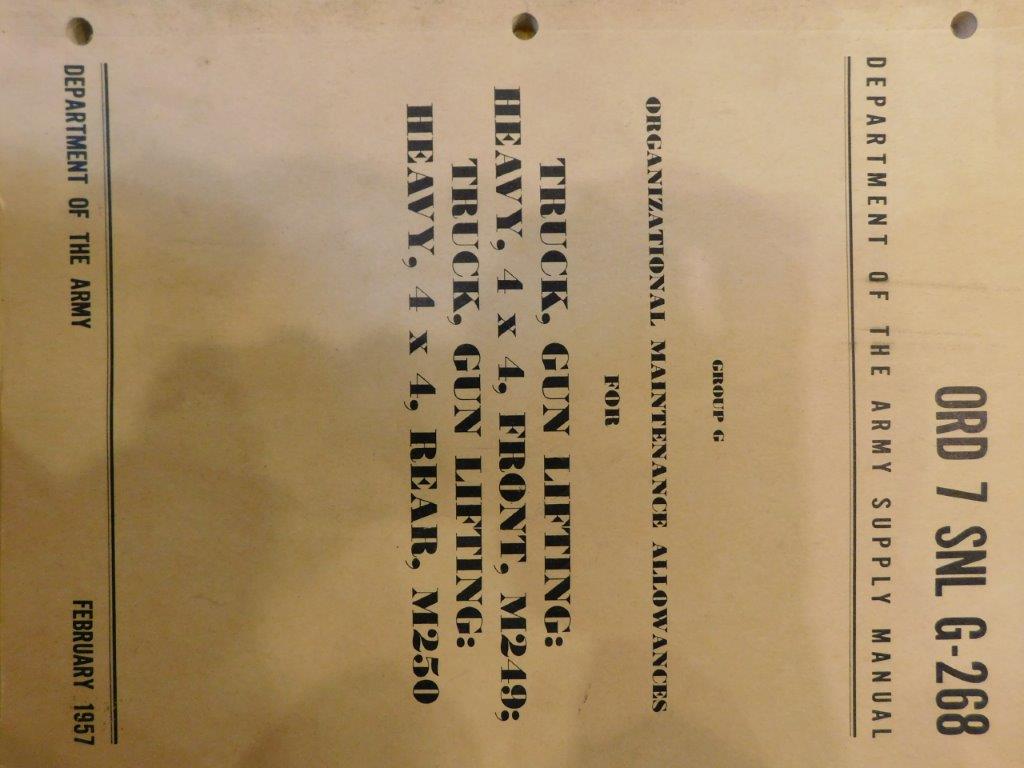 ORD 7 SNL G-268
DEPARTMENT OF THE ARMY SUPPLY MANUAL
GROUP G
ORGANIZATIONAL MAINTENANCE ALLOWANCES
FOR
TRUCK, GUN LIFTING:
HEAVY, 4 x 4, FRONT, M249;
TRUCK, GUN LIFTING:
HEAVY, 4 x 4, REAR, M250
DEPARTMENT OF THE ARMY FEBRUARY 1957